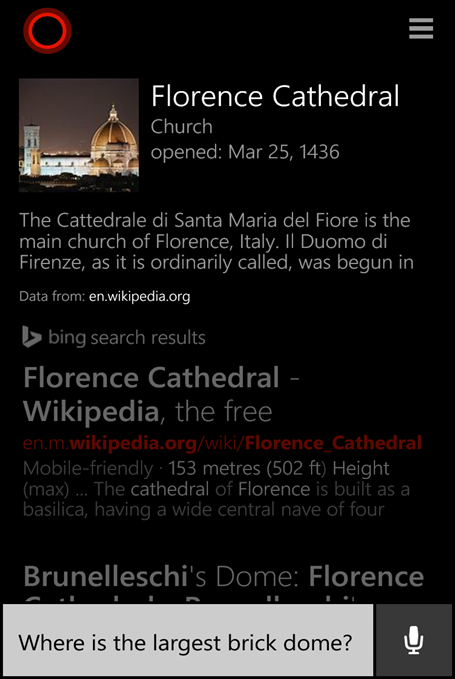 Florence Cathedral
Church
opened: Mar 25, 1436
The Cattedrale di Santa Maria del Fiore is the
main church of Florence, Italy. Il Duomo di
Firenze, as it is ordinarily called, was begun in
Data from: en.wikipedia.org
bing search results
Florence Cathedral -
Wikipedia, the free
en.m.wikipedia.org/wiki/Florence_Cathedral
Mobile-friendly · 153 metres (502 ft) Height
(max) ... The cathedral of Florence is built as a
basilica, having a wide central nave of four
Brunelleschi's Dome: Florence
Where is the largest brick dome?